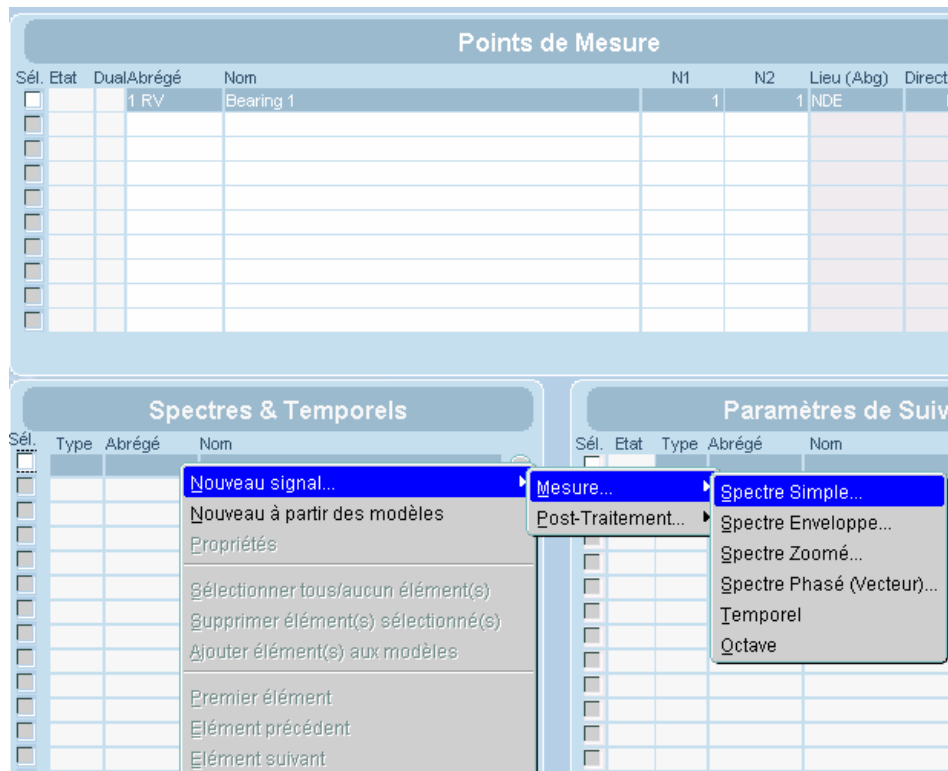 Points de Mesure
Sél. Etat DualAbrégé Nom N1 N2 Lieu (Abg) Direct
1 RV Bearing 1 1 1 NDE
Spectres & Temporels
Paramètres de Suiv
Sél. Type Abrégé Nom
Sél. Etat Type Abrégé Nom
Nouveau signal...
Nouveau à partir des modèles
Propriétés
Sélectionner tous/aucun élément(s)
Supprimer élément(s) sélectionné(s)
Ajouter élément(s) aux modèles
Premier élément
Elément précédent
Elément suivant
Mesure...
Post-Traitement...
Spectre Simple...
Spectre Enveloppe...
Spectre Zoomé...
Spectre Phasé (Vecteur)...
Temporel
Octave